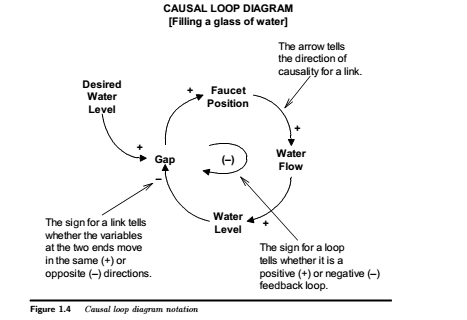 CAUSAL LOOP DIAGRAM
[Filling a glass of water]
The arrow tells
the direction of
causality for a link.
Desired
Water
Level
+
Faucet
Position
+
+
Gap
(–)
Water
Flow
–
Water
Level
+
The sign for a link tells
whether the variables
at the two ends move
in the same (+) or
opposite (–) directions.
The sign for a loop
tells whether it is a
positive (+) or negative (–)
feedback loop.
Figure 1.4 Causal loop diagram notation